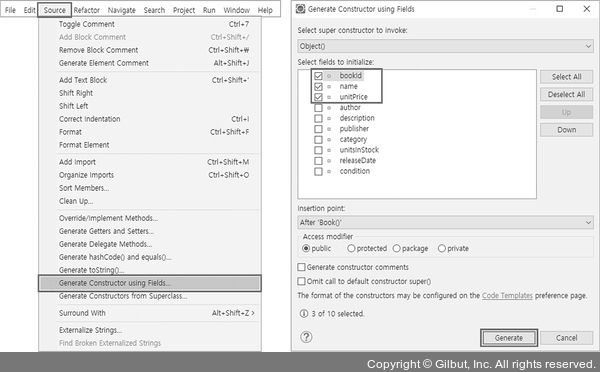 File Edit Source Refactor Navigate Search Project Run Window Help
Toggle Comment Ctrl+7
Add Block Comment Ctrl+Shift+/
Remove Block Comment Ctrl+Shift+₩
Generate Element Comment Alt+Shift+J
Add Text Block Ctrl+Shift+'
Shift Right
Shift Left
Correct Indentation Ctrl+I
Format Ctrl+Shift+F
Format Element
Add Import Ctrl+Shift+M
Organize Imports Ctrl+Shift+O
Sort Members...
Clean Up...
Override/Implement Methods...
Generate Getters and Setters...
Generate Delegate Methods...
Generate hashCode() and equals()...
Generate toString()...
Generate Constructor using Fields...
Generate Constructors from Superclass...
Surround With Alt+Shift+Z >
Externalize Strings...
Find Broken Externalized Strings
Generate Constructor using Fields
Select super constructor to invoke:
Object()
Select fields to initialize:
bookId
name
unitPrice
author
description
publisher
category
unitsInStock
releaseDate
condition
Select All
Deselect All
Up
Down
Insertion point:
After 'Book()'
Access modifier
public protected package private
Generate constructor comments
Omit call to default constructor super()
The format of the constructors may be configured on the Code Templates preference page.
3 of 10 selected.
Generate Cancel
Copyright © Gilbut, Inc. All rights reserved.